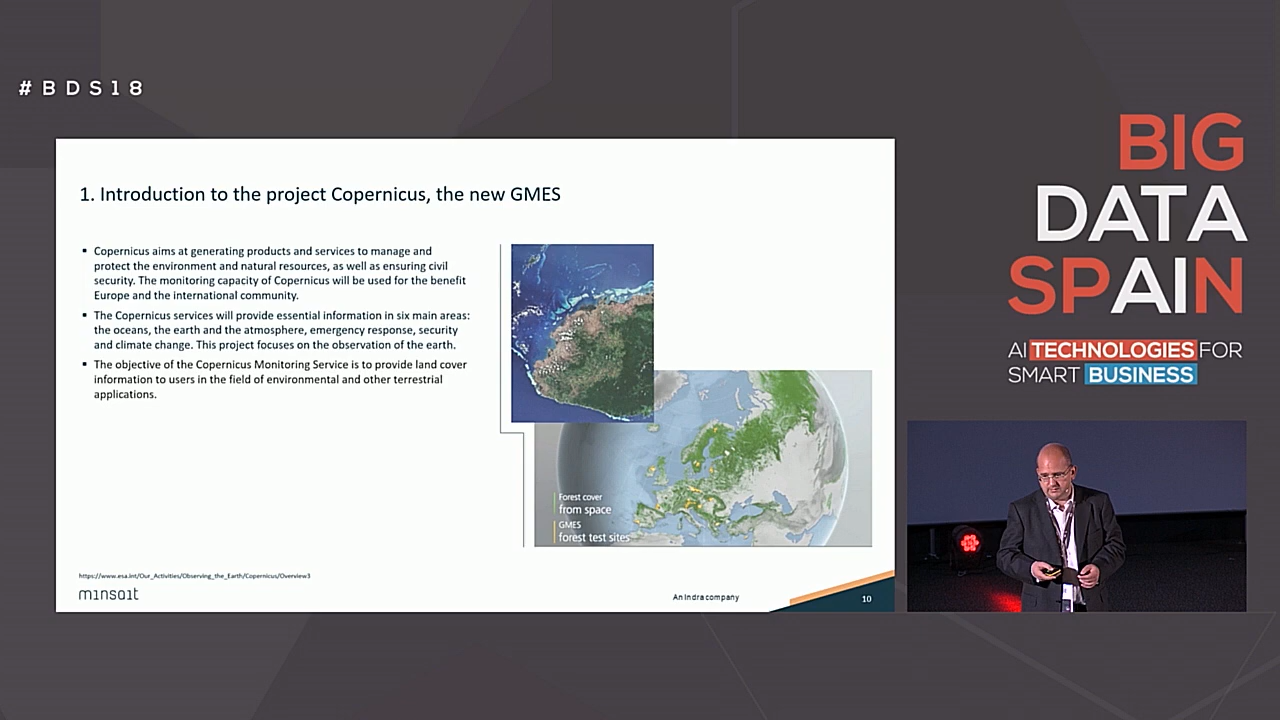 #BDS18
BIG
DATA
SPAIN
AI TECHNOLOGIES FOR
SMART BUSINESS
1. Introduction to the project Copernicus, the new GMES
▪ Copernicus aims at generating products and services to manage and
protect the environment and natural resources, as well as ensuring civil
security. The monitoring capacity of Copernicus will be used for the benefit
Europe and the international community.
▪ The Copernicus services will provide essential information in six main areas:
the oceans, the earth and the atmosphere, emergency response, security
and climate change. This project focuses on the observation of the earth.
▪ The objective of the Copernicus Monitoring Service is to provide land cover
information to users in the field of environmental and other terrestrial
applications.
Forest cover
from space
GMES
forest test sites
https://www.esa.int/Our_Activities/Observing_the_Earth/Copernicus/Overview3
minsait
An Indra company
10